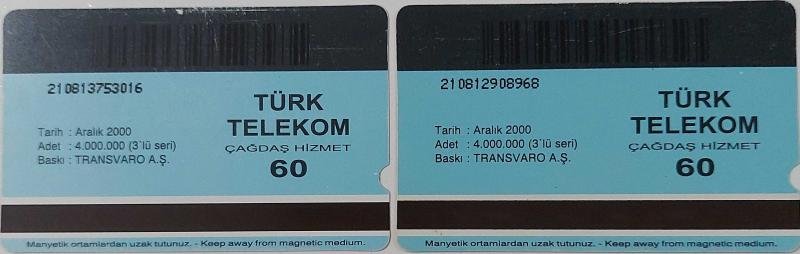 210813753016
TÜRK
TELEKOM
ÇAĞDAŞ HİZMET
60
Tarih : Aralık 2000
Adet : 4.000.000 (3`lü seri)
Baskı : TRANSVARO A.Ş.
Manyetik ortamlardan uzak tutunuz. - Keep away from magnetic medium.
210812908968
TÜRK
TELEKOM
ÇAĞDAŞ HİZMET
60
Tarih : Aralık 2000
Adet : 4.000.000 (3`lü seri)
Baskı : TRANSVARO A.Ş.
Manyetik ortamlardan uzak tutunuz. - Keep away from magnetic medium.